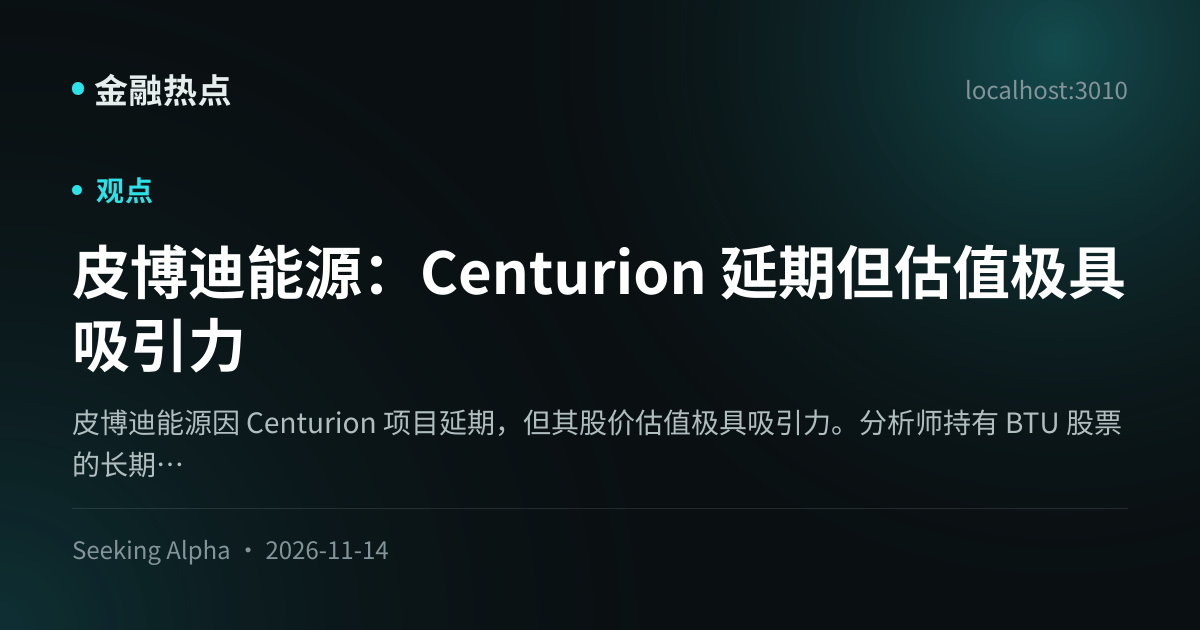 金融热点
localhost:3010
观点
皮博迪能源：Centurion 延期但估值极具
吸引力
皮博迪能源因 Centurion 项目延期，但其股价估值极具吸引力。分析师持有 BTU 股票
的长期…
Seeking Alpha · 2026-11-14